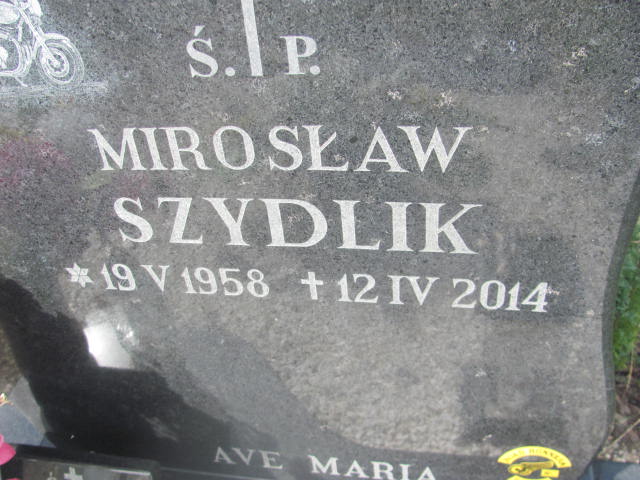 Ś. P.
MIROSŁAW
SZYDLIK
* 19 V 1958 † 12 IV 2014
AVE MARIA